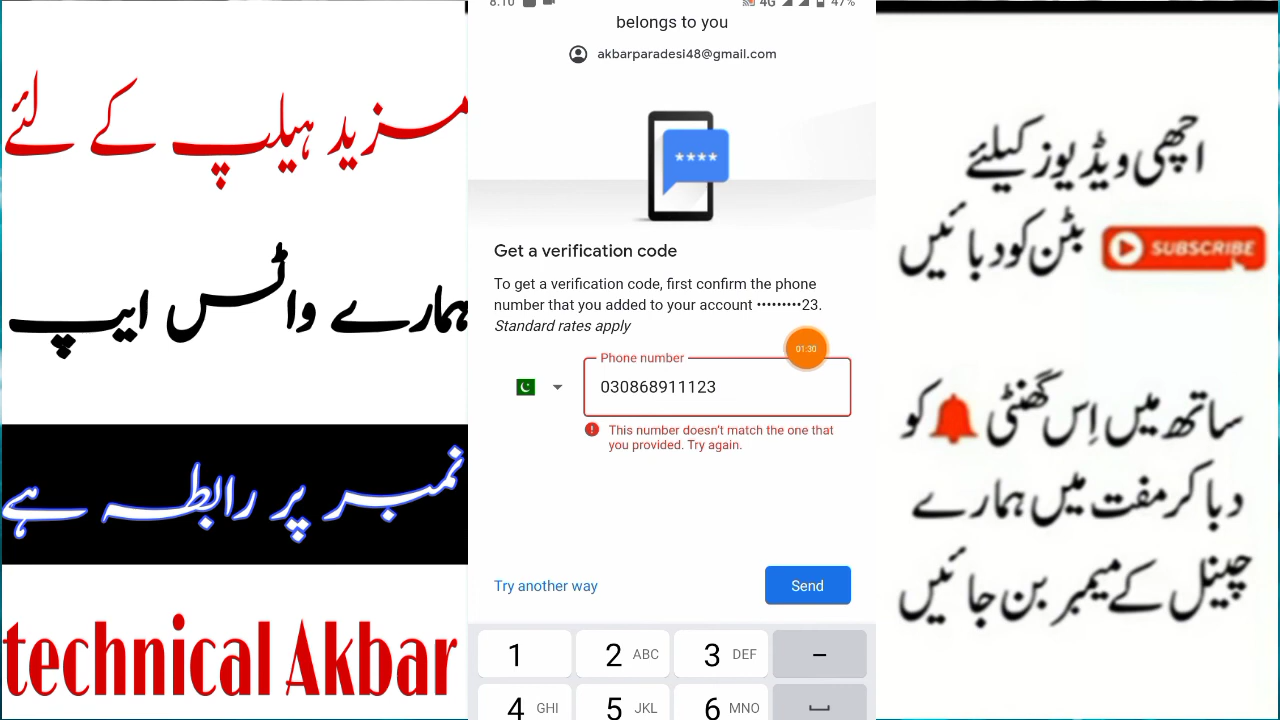 مزید ہیلپ کے لئے
ہمارے واٹس ایپ
نمبر پر رابطہ ہے
technical Akbar
8:10 4G 47%
belongs to you
akbarparadesi48@gmail.com
****
Get a verification code
To get a verification code, first confirm the phone
number that you added to your account •••••••••23.
Standard rates apply
01:30
Phone number
030868911123
This number doesn't match the one that
you provided. Try again.
Try another way
Send
1 2 ABC 3 DEF –
4 GHI 5 JKL 6 MNO
اچھی ویڈیوز کیلئے
SUBSCRIBE بٹن کو دبائیں
ساتھ میں اِس گھنٹی کو
دبا کر مفت میں ہمارے
چینل کے میمبر بن جائیں